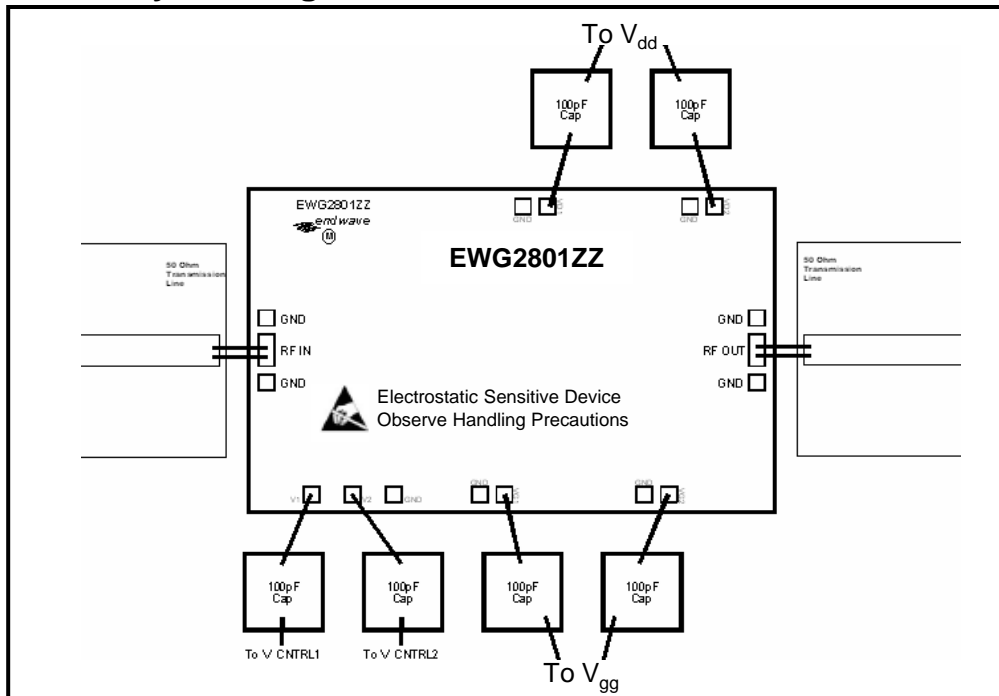 To Vdd
100pF
Cap
100pF
Cap
EWG2801ZZ
endwave
M
GND
VD1
GND
VD2
EWG2801ZZ
50 Ohm
Transmission
Line
50 Ohm
Transmission
Line
GND
GND
RF IN
RF OUT
GND
GND
Electrostatic Sensitive Device
Observe Handling Precautions
V1
V2
GND
GND
GND
100pF
Cap
100pF
Cap
100pF
Cap
100pF
Cap
To V CNTRL1
To V CNTRL2
To Vgg